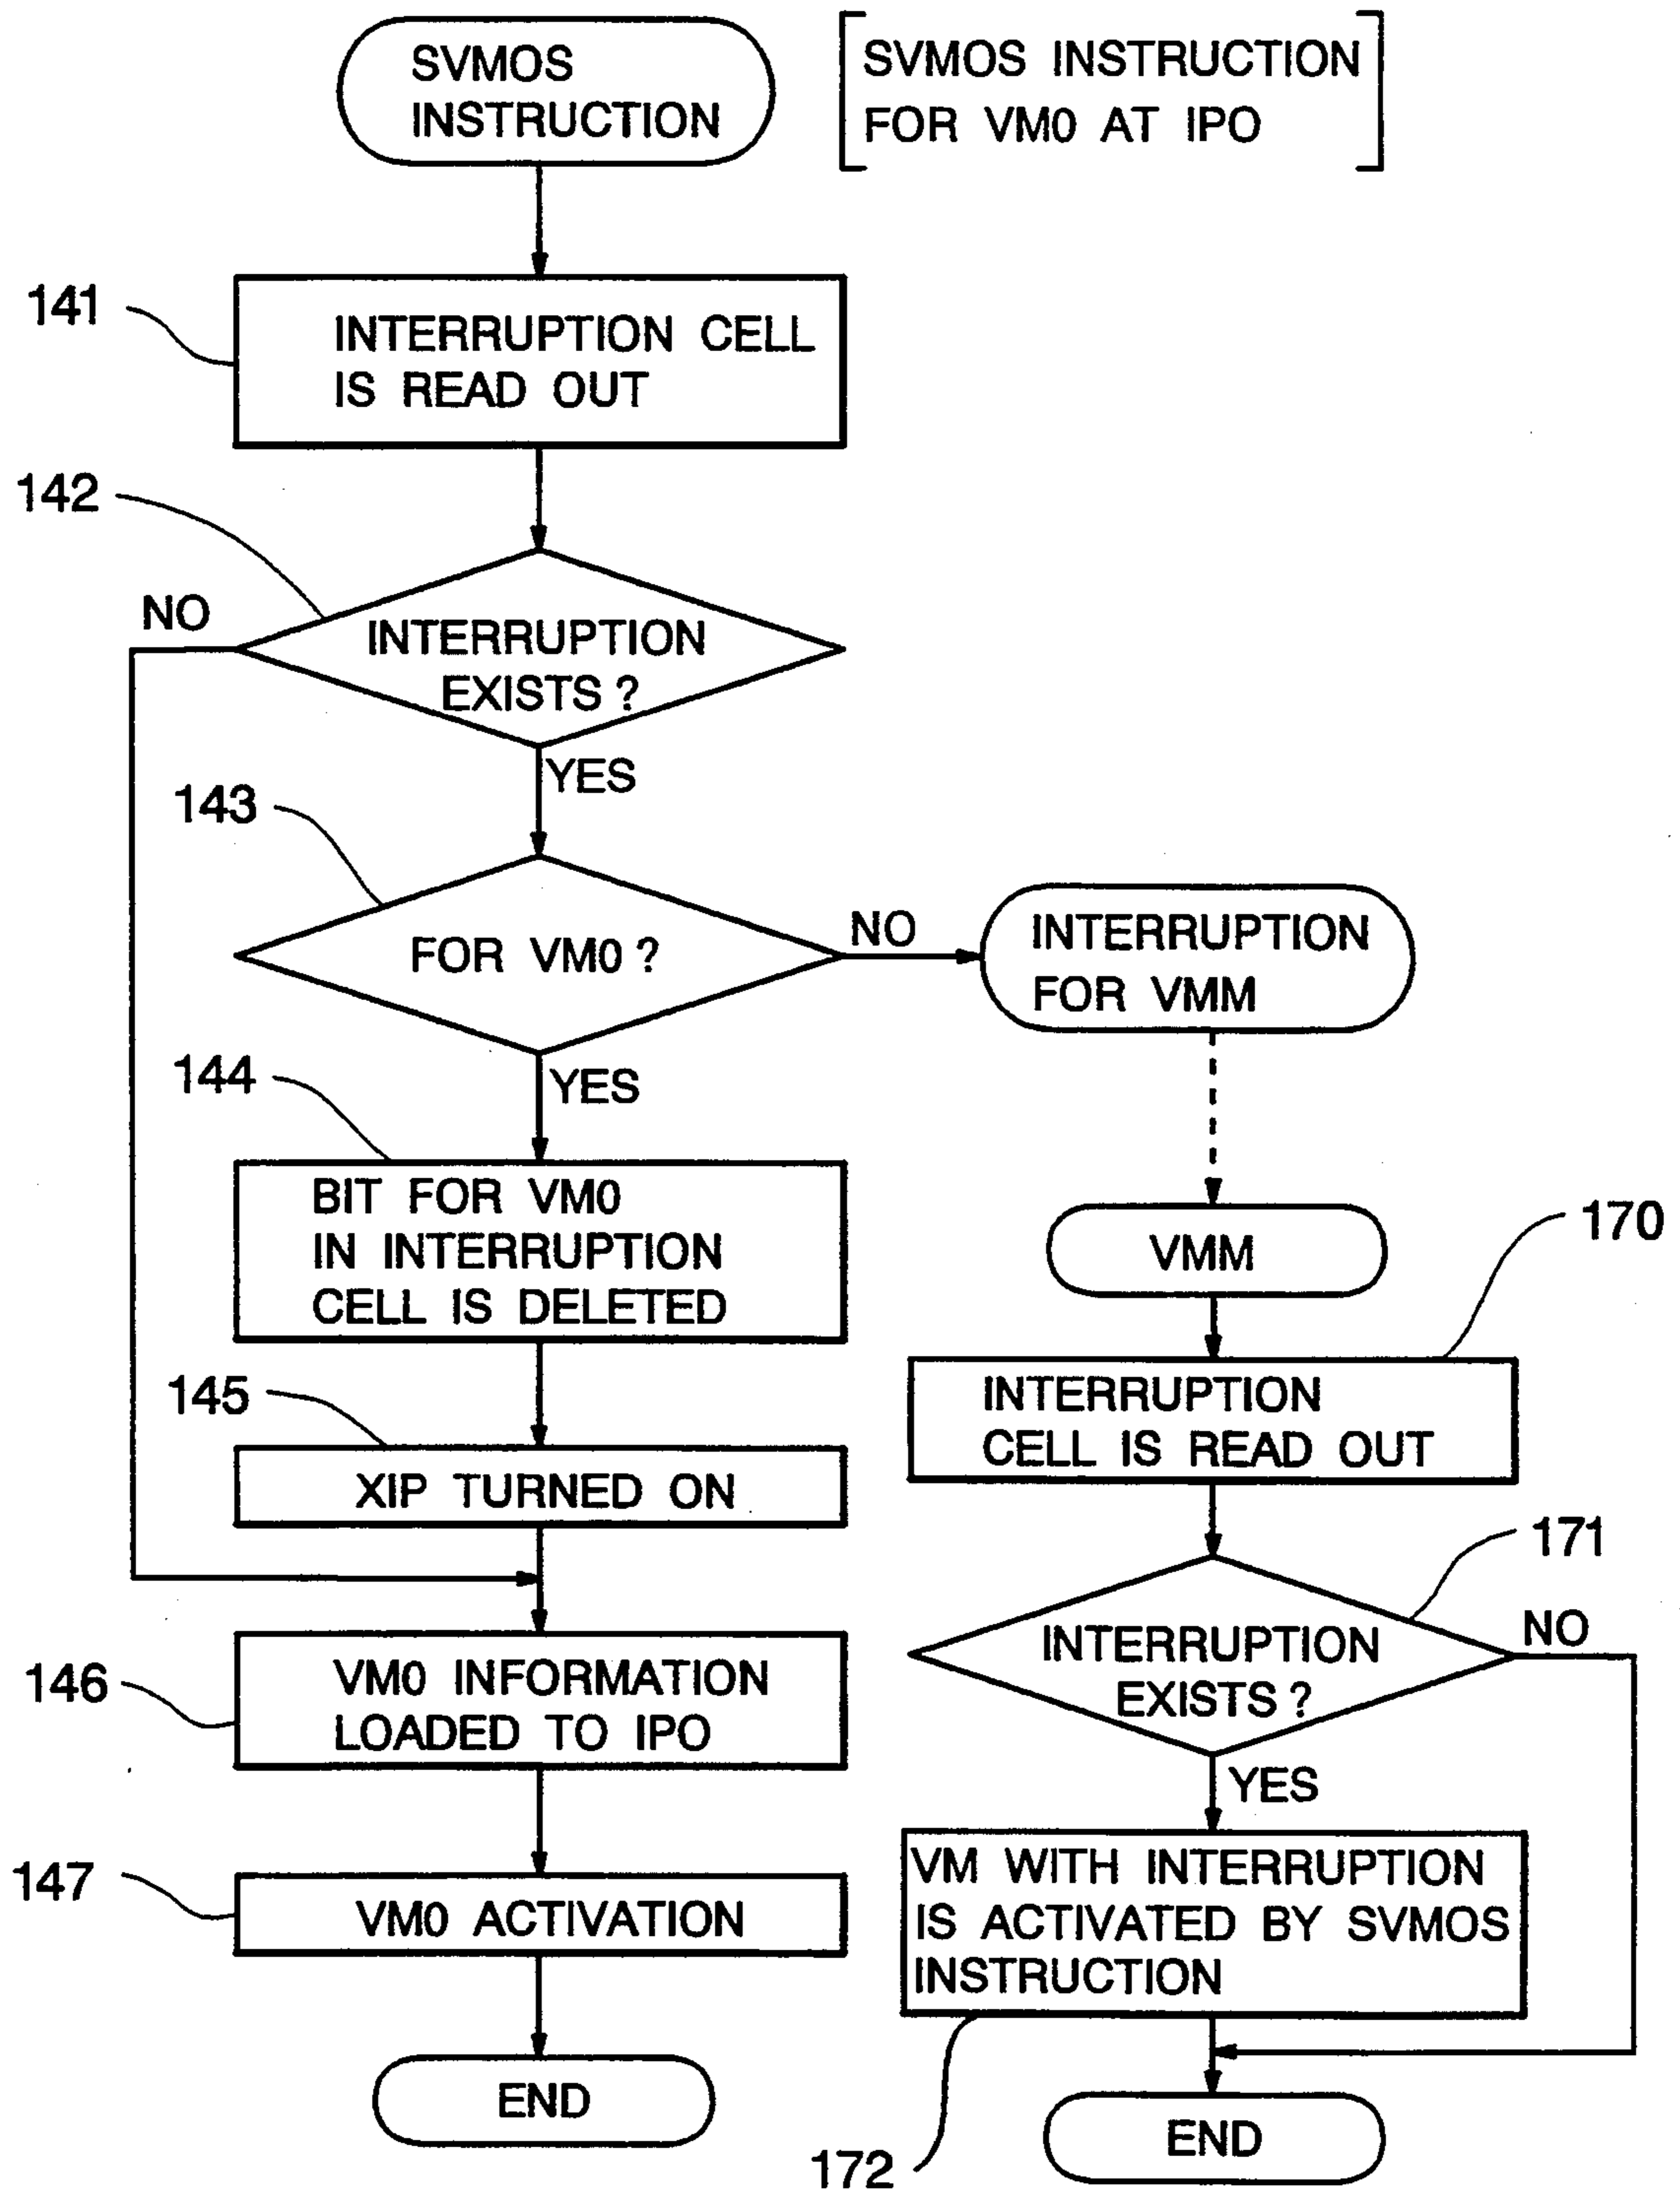 SVMOS
INSTRUCTION
SVMOS INSTRUCTION
FOR VM0 AT IPO
141
INTERRUPTION CELL
IS READ OUT
142
NO
INTERRUPTION
EXISTS ?
YES
143
FOR VM0 ?
NO
INTERRUPTION
FOR VMM
YES
144
BIT FOR VM0
IN INTERRUPTION
CELL IS DELETED
VMM
170
145
XIP TURNED ON
INTERRUPTION
CELL IS READ OUT
171
INTERRUPTION
EXISTS ?
NO
YES
146
VM0 INFORMATION
LOADED TO IPO
147
VM0 ACTIVATION
VM WITH INTERRUPTION
IS ACTIVATED BY SVMOS
INSTRUCTION
172
END
END